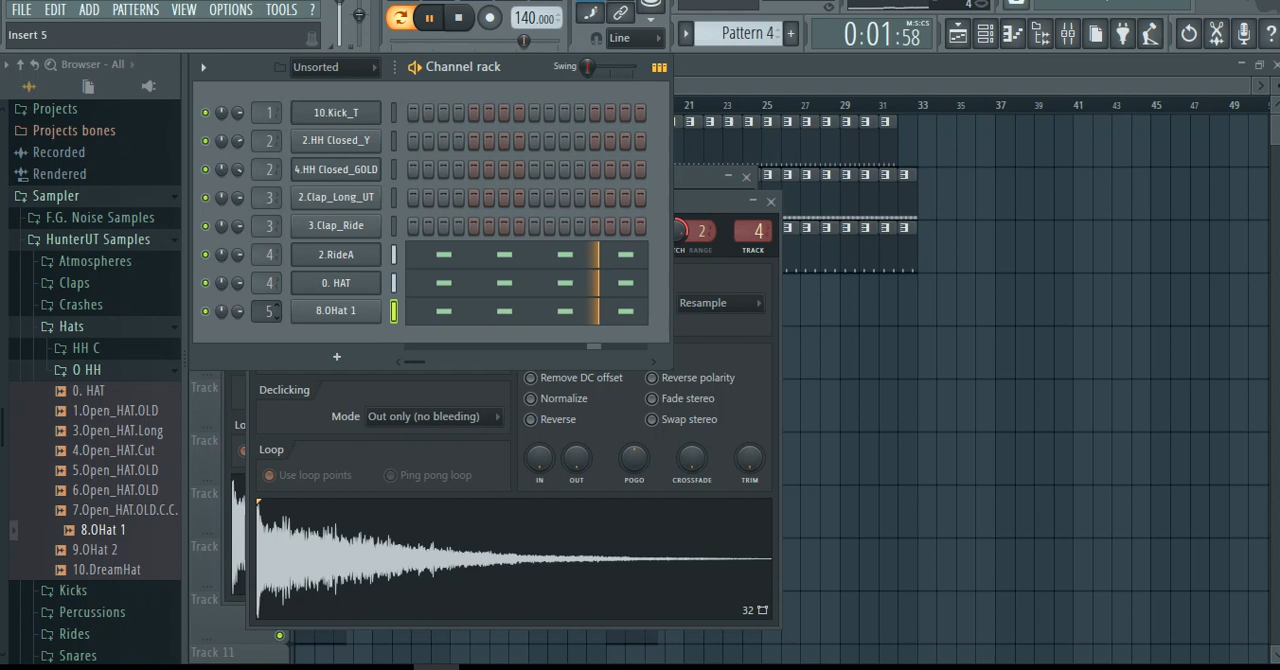 FILE EDIT ADD PATTERNS VIEW OPTIONS TOOLS ?
140.000
Line
Pattern 4
0:01:58
M:S:CS
4
Insert 5
Browser - All
Unsorted
Channel rack
Swing
21 23 25 27 29 31 33 35 37 39 41 43 45 47 49
Projects
Projects bones
Recorded
Rendered
Sampler
F.G. Noise Samples
HunterUT Samples
Atmospheres
Claps
Crashes
Hats
HH C
O HH
0. HAT
1.Open_HAT.OLD
3.Open_HAT.Long
4.Open_HAT.Cut
5.Open_HAT.OLD
6.Open_HAT.OLD
7.Open_HAT.OLD.C.C.
8.OHat 1
9.OHat 2
10.DreamHat
Kicks
Percussions
Rides
Snares
1 10.Kick_T
2 2.HH Closed_Y
2 4.HH Closed_GOLD
3 2.Clap_Long_UT
3 3.Clap_Ride
4 2.RideA
4 0. HAT
5 8.OHat 1
+
2 4
TCH RANGE TRACK
Resample
Declicking
Mode Out only (no bleeding)
Loop
Use loop points Ping pong loop
Remove DC offset Reverse polarity
Normalize Fade stereo
Reverse Swap stereo
IN OUT POGO CROSSFADE TRIM
32
Track
Lo
Track
Track
Track
Track
Track 11